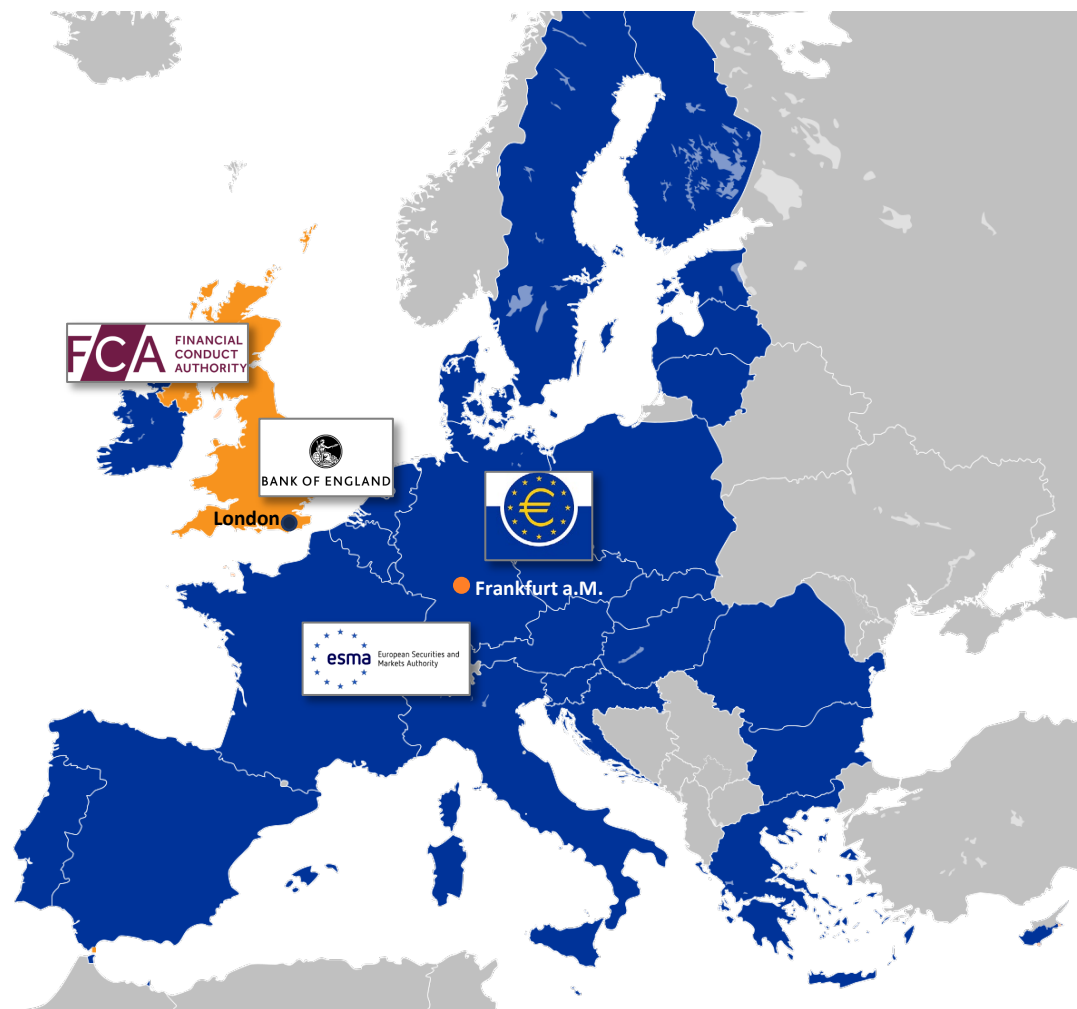 FCA FINANCIAL
CONDUCT
AUTHORITY
BANK OF ENGLAND
London
€
Frankfurt a.M.
esma European Securities and
Markets Authority